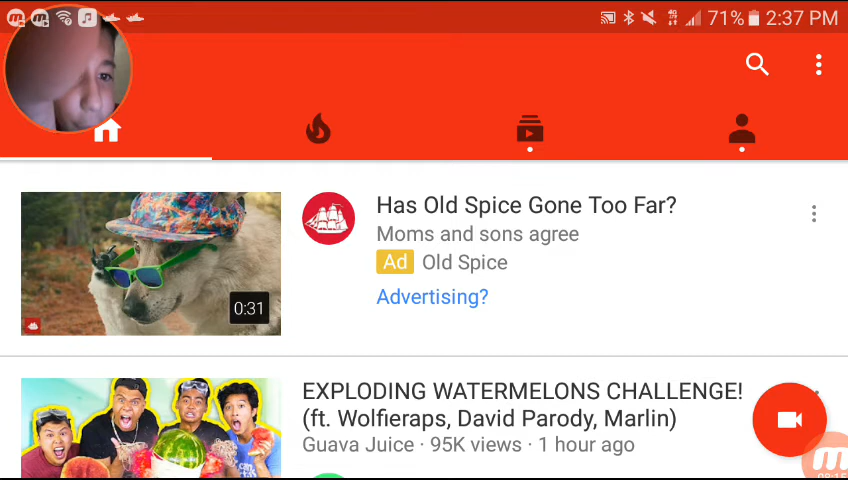 71% 2:37 PM
Has Old Spice Gone Too Far?
Moms and sons agree
Ad Old Spice
Advertising?
0:31
EXPLODING WATERMELONS CHALLENGE!
(ft. Wolfieraps, David Parody, Marlin)
Guava Juice · 95K views · 1 hour ago